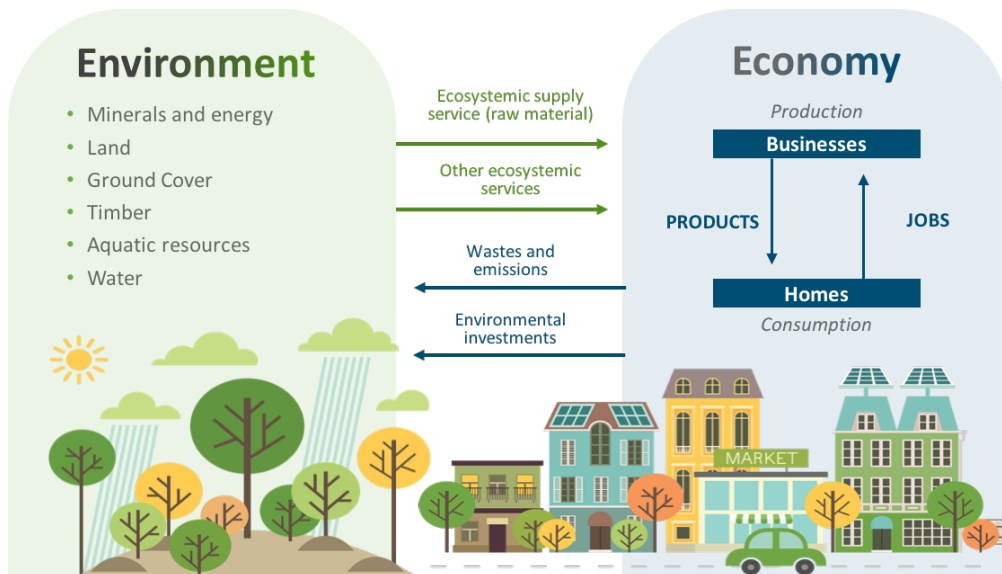 Environment
• Minerals and energy
• Land
• Ground Cover
• Timber
• Aquatic resources
• Water
Ecosystemic supply
service (raw material)
Other ecosystemic
services
Wastes and
emissions
Environmental
investments
Economy
Production
Businesses
PRODUCTS
JOBS
Homes
Consumption
MARKET